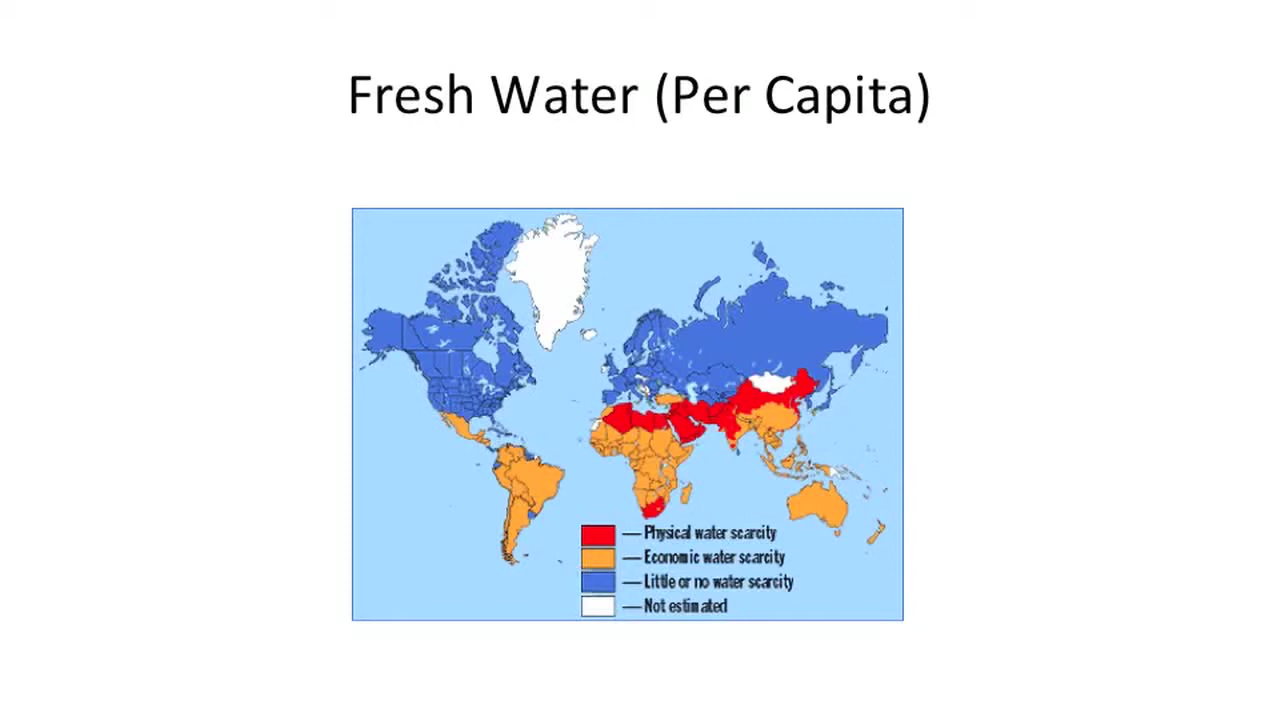 Fresh Water (Per Capita)
Physical water scarcity
Economic water scarcity
Little or no water scarcity
Not estimated